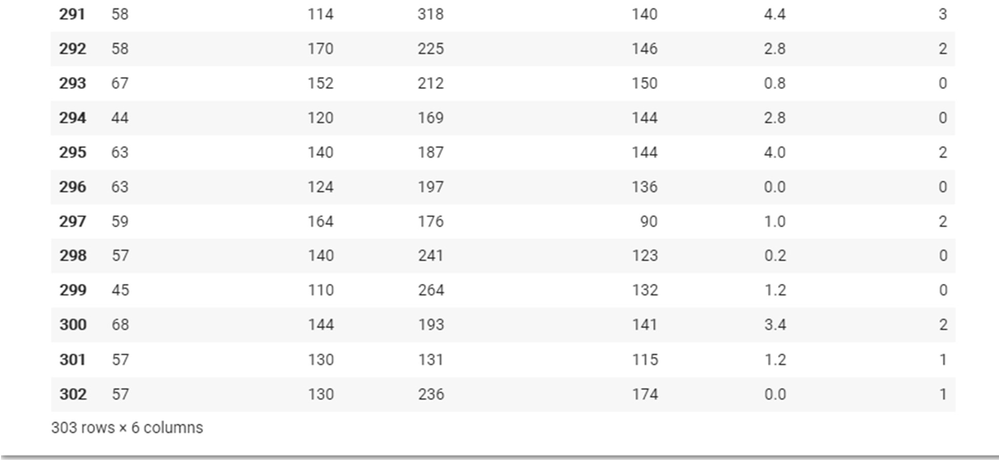 291 58 114 318 140 4.4 3
292 58 170 225 146 2.8 2
293 67 152 212 150 0.8 0
294 44 120 169 144 2.8 0
295 63 140 187 144 4.0 2
296 63 124 197 136 0.0 0
297 59 164 176 90 1.0 2
298 57 140 241 123 0.2 0
299 45 110 264 132 1.2 0
300 68 144 193 141 3.4 2
301 57 130 131 115 1.2 1
302 57 130 236 174 0.0 1
303 rows × 6 columns